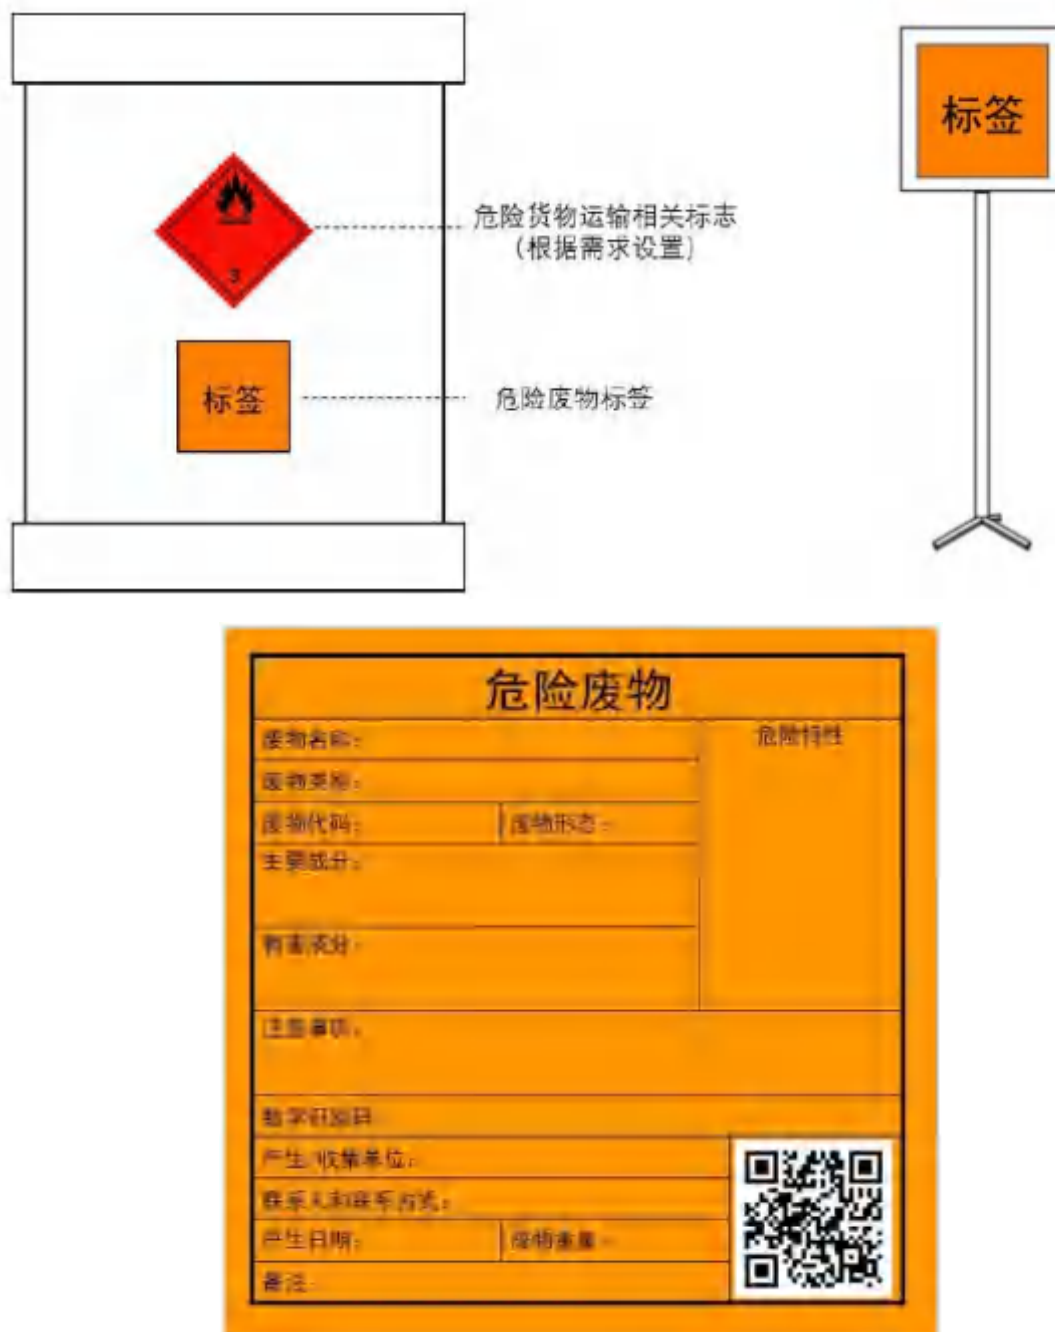 标签
危险货物运输相关标志
（根据需求设置）
3
标签
危险废物标签
危险废物
废物名称：
危险特性
废物类别：
废物代码：
废物形态：
主要成分：
有害成分：
注意事项：
数字识别码：
产生/收集单位：
联系人和联系方式：
产生日期：
废物重量：
备注：